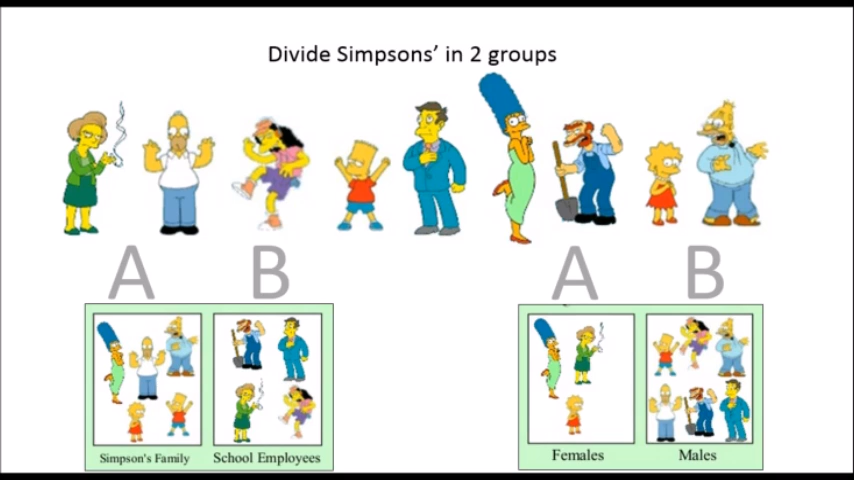 Divide Simpsons’ in 2 groups
A B A B
Simpson's Family School Employees
Females Males